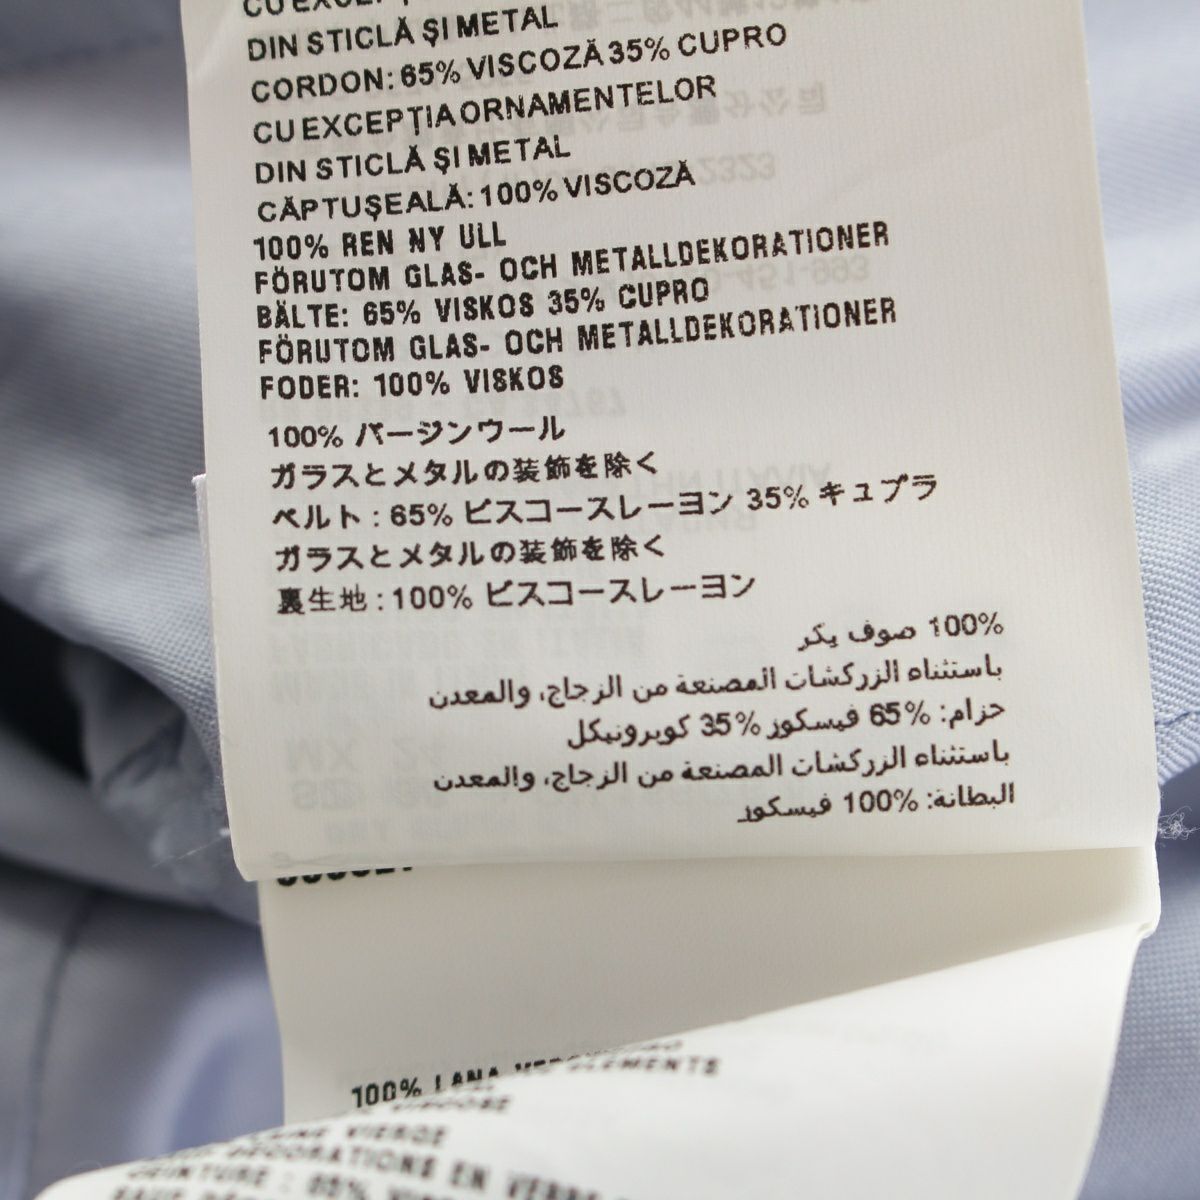 DIN STICLĂ ŞI METAL
CORDON: 65% VISCOZĂ 35% CUPRO
CU EXCEPŢIA ORNAMENTELOR
DIN STICLĂ ŞI METAL
CĂPTUŞEALĂ: 100% VISCOZĂ
100% REN NY ULL
FÖRUTOM GLAS- OCH METALLDEKORATIONER
BÄLTE: 65% VISKOS 35% CUPRO
FÖRUTOM GLAS- OCH METALLDEKORATIONER
FODER: 100% VISKOS
100% バージンウール
ガラスとメタルの装飾を除く
ベルト : 65% ビスコースレーヨン 35% キュプラ
ガラスとメタルの装飾を除く
裏生地 : 100% ビスコースレーヨン
100% صوف بكر
باستثناء الزركشات المصنعة من الزجاج، والمعدن
حزام: 65% فيسكوز 35% كوبرونيكل
باستثناء الزركشات المصنعة من الزجاج، والمعدن
البطانة: 100% فيسكوز
100% LANA
VIERGE
EN